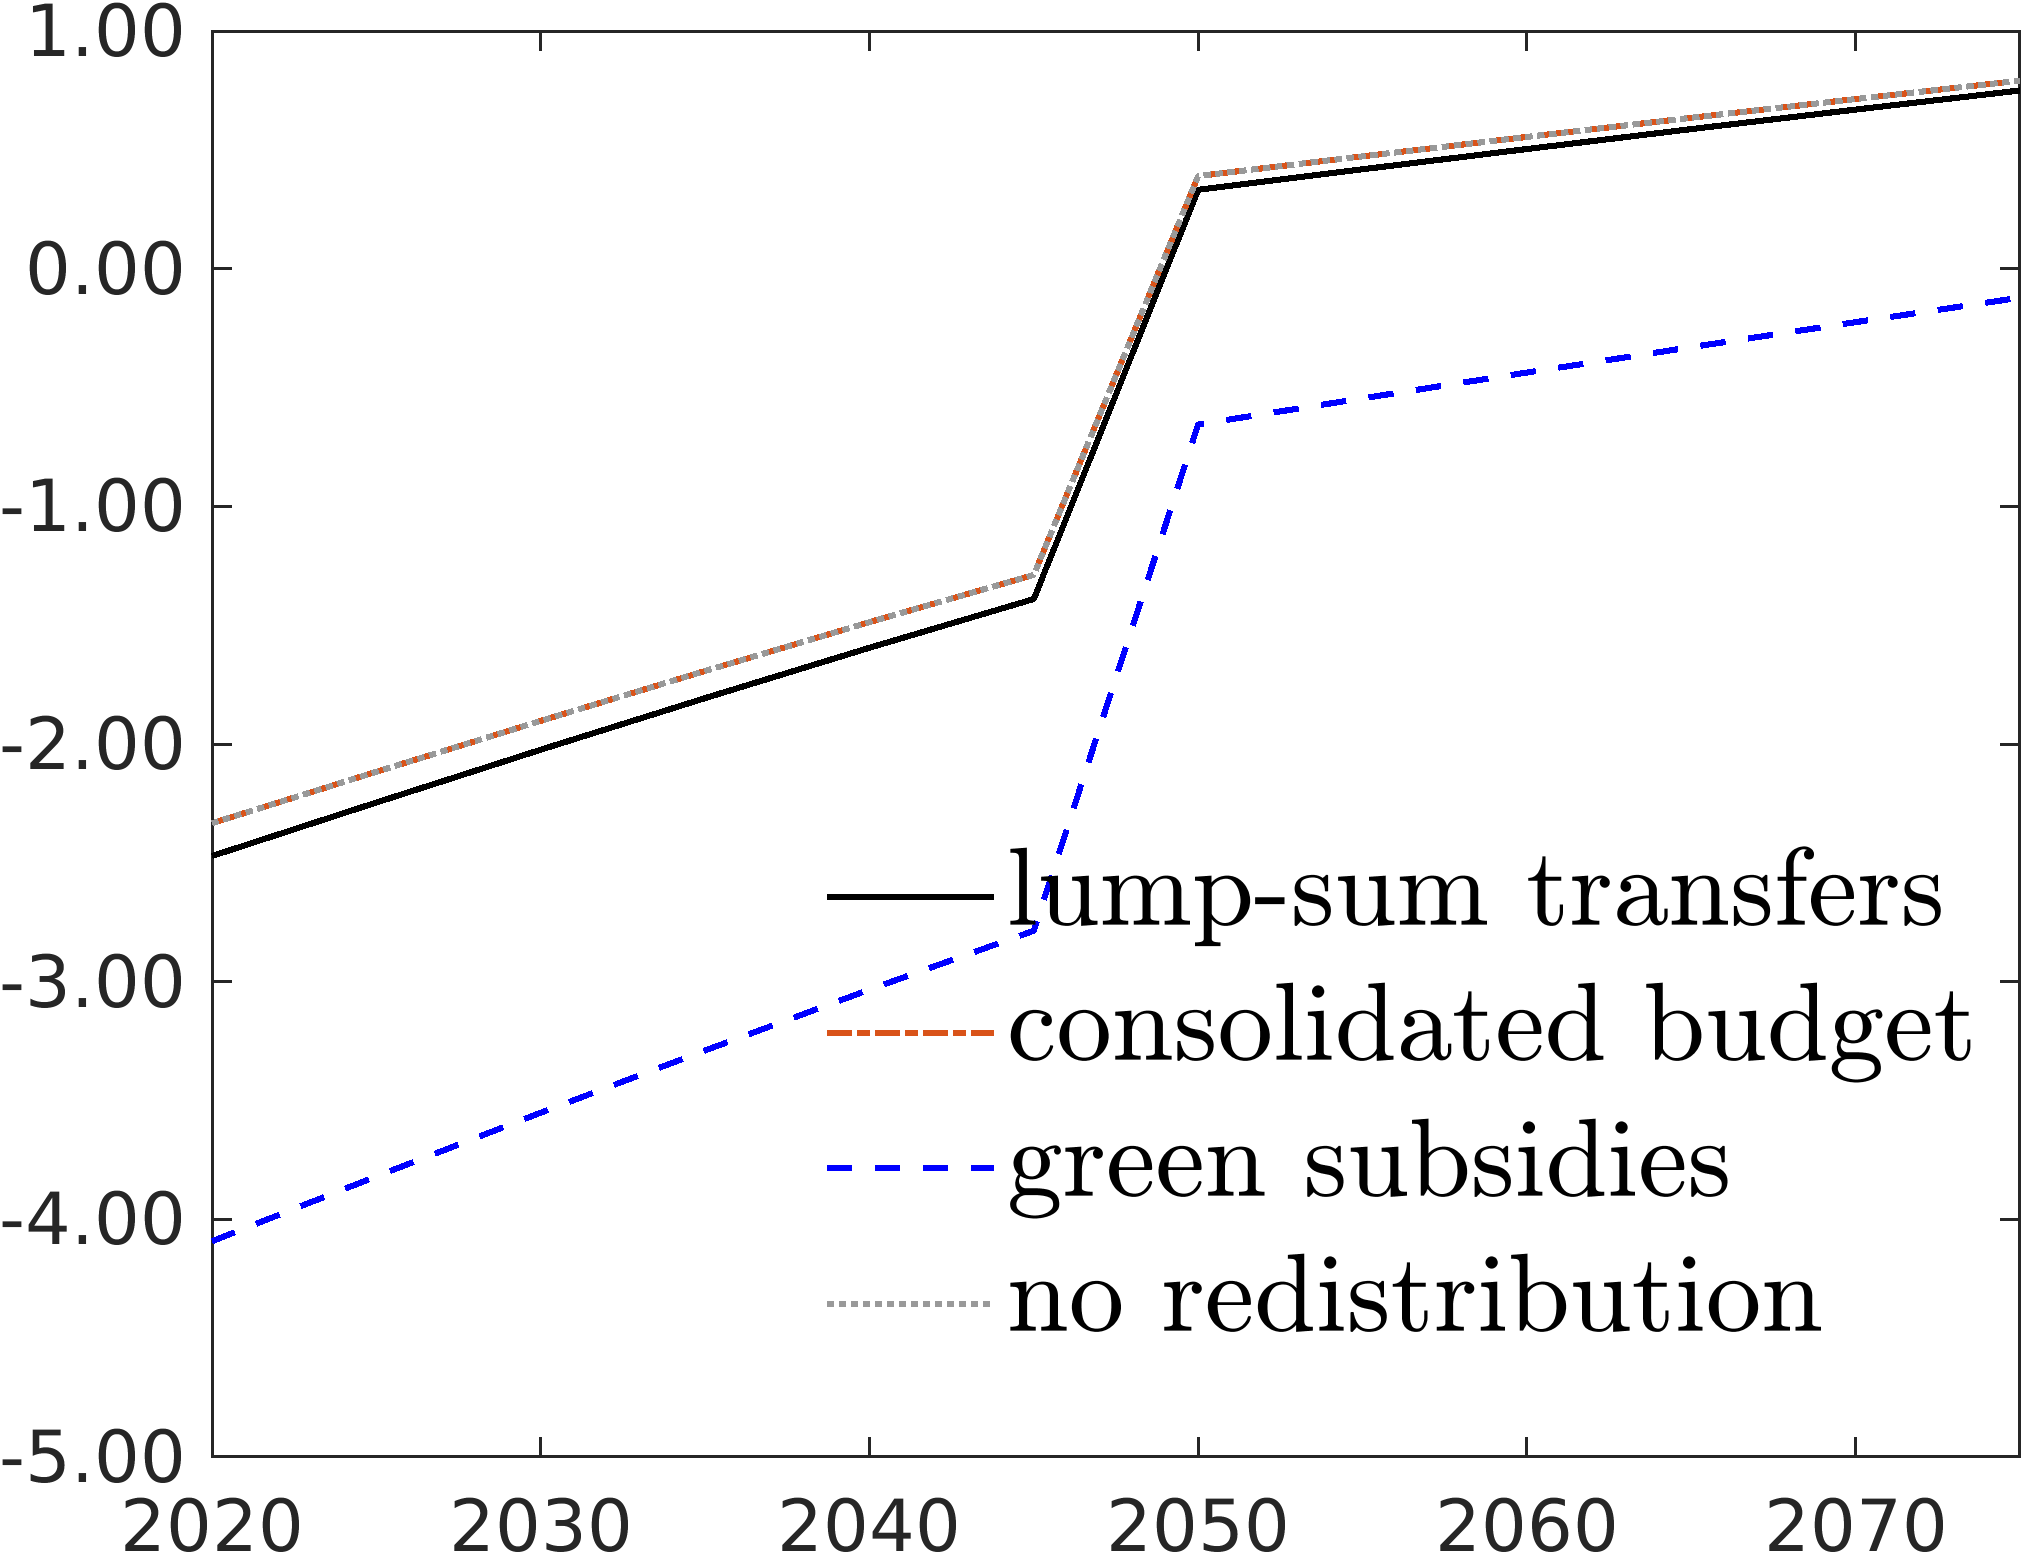 1.00
0.00
-1.00
-2.00
-3.00
-4.00
-5.00
2020 2030 2040 2050 2060 2070
lump-sum transfers
consolidated budget
green subsidies
no redistribution